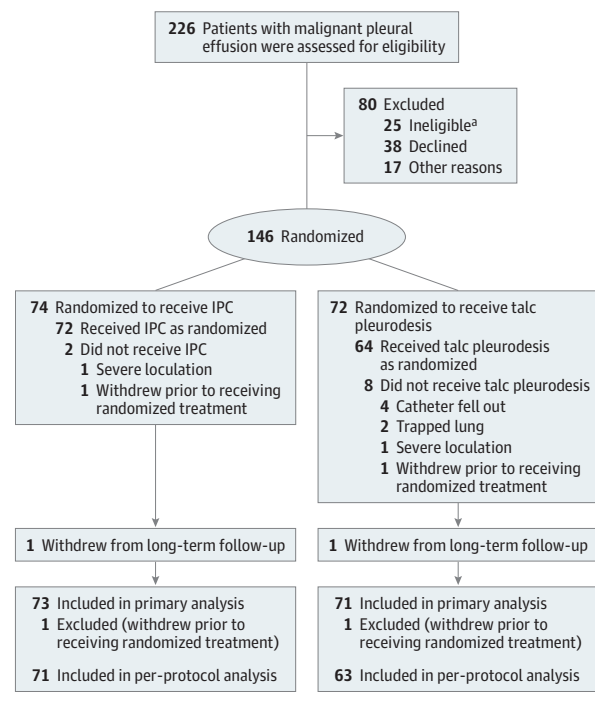 226 Patients with malignant pleural
effusion were assessed for eligibility
80 Excluded
25 Ineligibleᵃ
38 Declined
17 Other reasons
146 Randomized
74 Randomized to receive IPC
72 Received IPC as randomized
2 Did not receive IPC
1 Severe loculation
1 Withdrew prior to receiving
randomized treatment
72 Randomized to receive talc
pleurodesis
64 Received talc pleurodesis
as randomized
8 Did not receive talc pleurodesis
4 Catheter fell out
2 Trapped lung
1 Severe loculation
1 Withdrew prior to receiving
randomized treatment
1 Withdrew from long-term follow-up
1 Withdrew from long-term follow-up
73 Included in primary analysis
1 Excluded (withdrew prior to
receiving randomized treatment)
71 Included in per-protocol analysis
71 Included in primary analysis
1 Excluded (withdrew prior to
receiving randomized treatment)
63 Included in per-protocol analysis